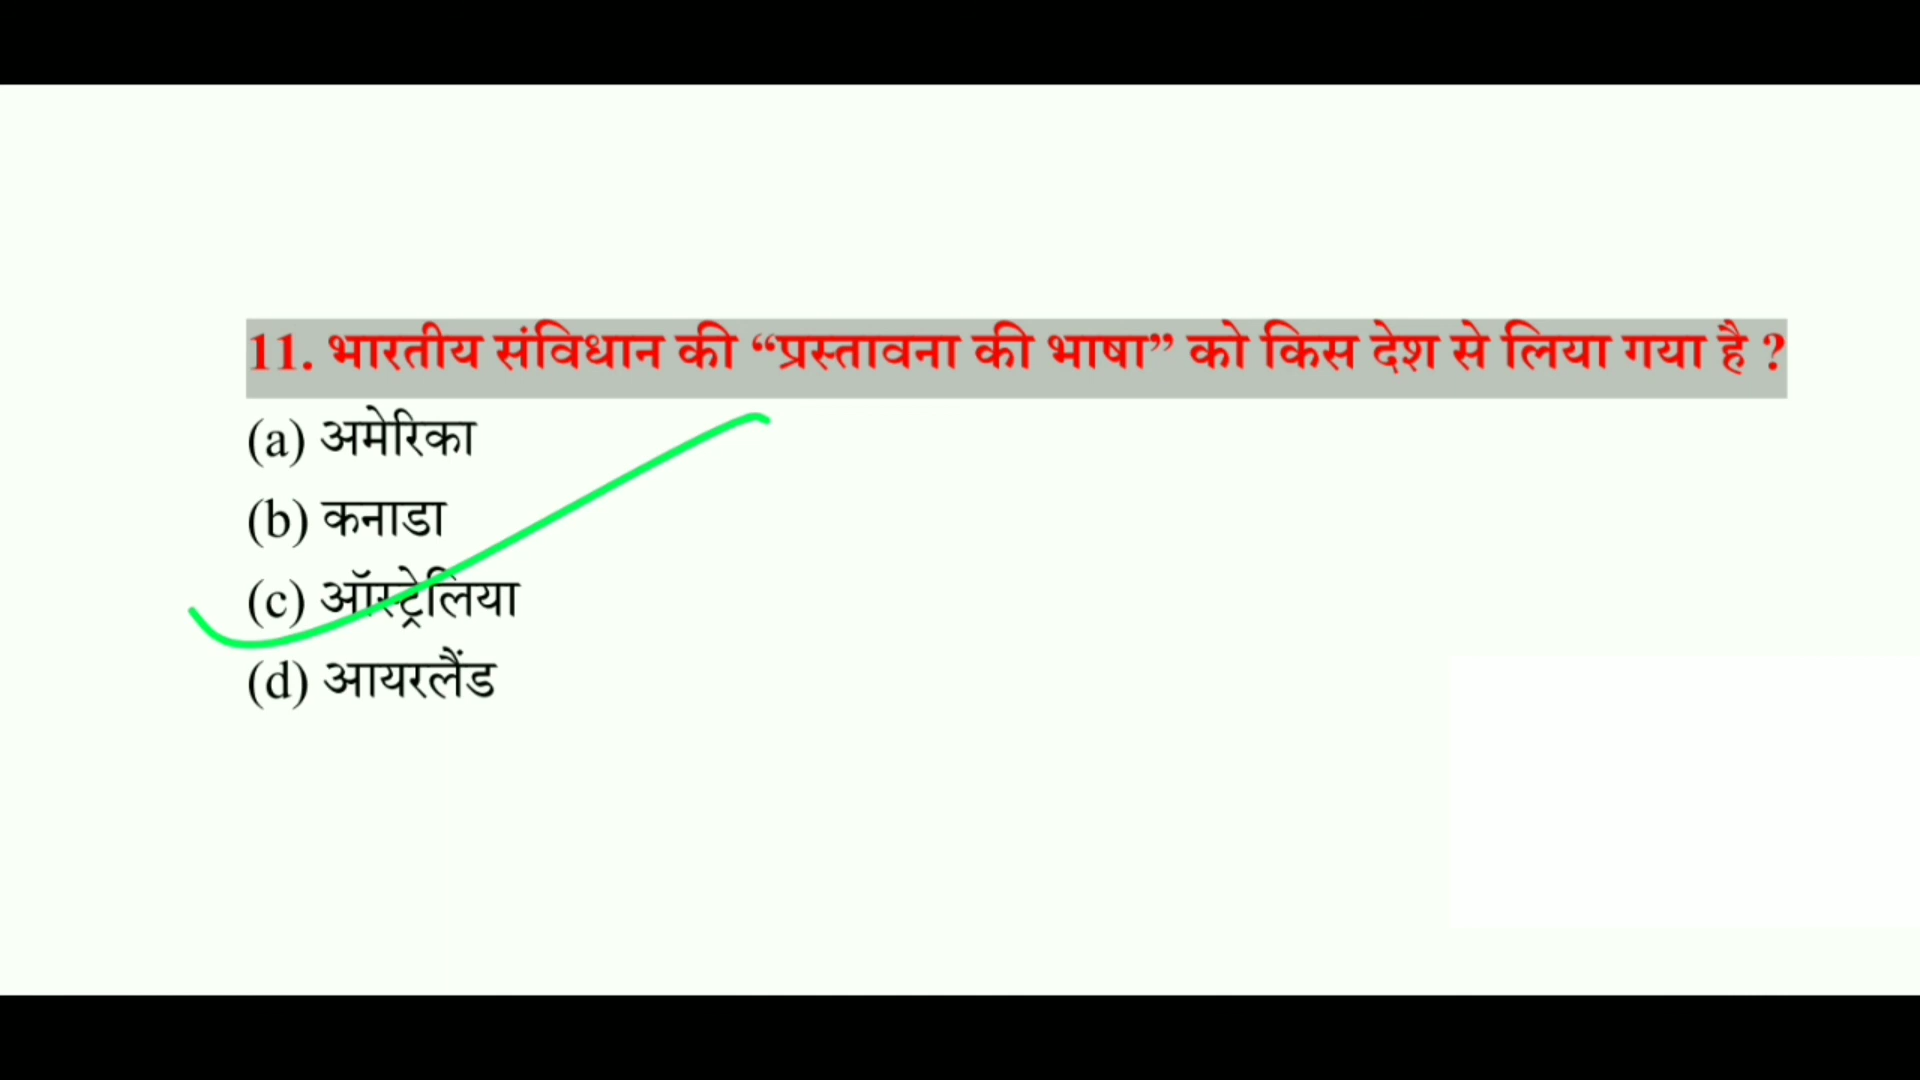 11. भारतीय संविधान की “प्रस्तावना की भाषा” को किस देश से लिया गया है ?
(a) अमेरिका
(b) कनाडा
(c) ऑस्ट्रेलिया
(d) आयरलैंड